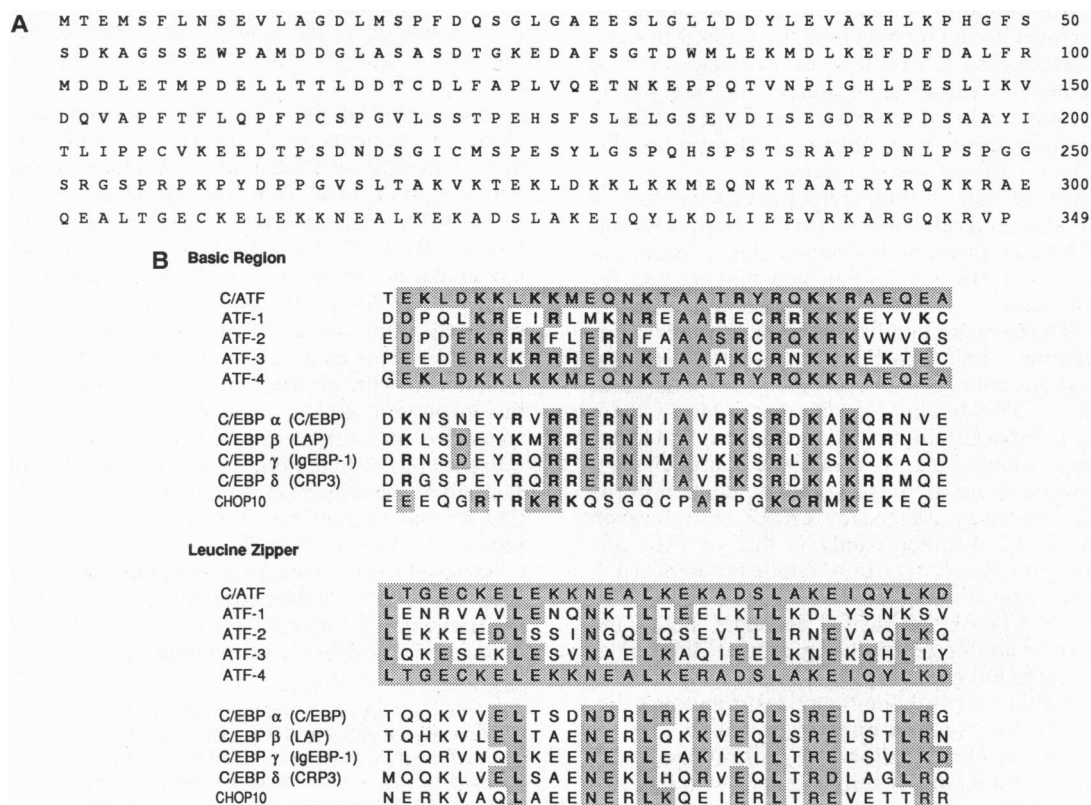 A M T E M S F L N S E V L A G D L M S P F D Q S G L G A E E S L G L L D D Y L E V A K H L K P H G F S 50
S D K A G S S E W P A M D D G L A S A S D T G K E D A F S G T D W M L E K M D L K E F D F D A L F R 100
M D D L E T M P D E L L T T L D D T C D L F A P L V Q E T N K E P P Q T V N P I G H L P E S L I K V 150
D Q V A P F T F L Q P F P C S P G V L S S T P E H S F S L E L G S E V D I S E G D R K P D S A A Y I 200
T L I P P C V K E E D T P S D N D S G I C M S P E S Y L G S P Q H S P S T S R A P P D N L P S P G G 250
S R G S P R P K P Y D P P G V S L T A K V K T E K L D K K L K K M E Q N K T A A T R Y R Q K K R A E 300
Q E A L T G E C K E L E K K N E A L K E K A D S L A K E I Q Y L K D L I E E V R K A R G Q K R V P 349
B Basic Region
C/ATF T E K L D K K L K K M E Q N K T A A T R Y R Q K K R A E Q E A
ATF-1 D D P Q L K R E I R L M K N R E A A R E C R R K K K E Y V K C
ATF-2 E D P D E K R R K F L E R N F A A A S R C R Q K R K V W V Q S
ATF-3 P E E D E R K K R R R E R N K I A A A K C R N K K K E K T E C
ATF-4 G E K L D K K L K K M E Q N K T A A T R Y R Q K K R A E Q E A
C/EBP α (C/EBP) D K N S N E Y R V R R E R N N I A V R K S R D K A K Q R N V E
C/EBP β (LAP) D K L S D E Y K M R R E R N N I A V R K S R D K A K M R N L E
C/EBP γ (IgEBP-1) D R N S D E Y R Q R R E R N N M A V K K S R L K S K Q K A Q D
C/EBP δ (CRP3) D R G S P E Y R Q R R E R N N I A V R K S R D K A K R R M Q E
CHOP10 E E E Q G R T R K R K Q S G Q C P A R P G K Q R M K E K E Q
Leucine Zipper
C/ATF L T G E C K E L E K K N E A L K E K A D S L A K E I Q Y L K D
ATF-1 L E N R V A V L E N Q N K T L T E E L K T L K D L Y S N K S V
ATF-2 L E K K E E D L S S I N G Q L Q S E V T L L R N E V A Q L K Q
ATF-3 L Q K E S E K L E S V N A E L K A Q I E E L K N E K Q H L I Y
ATF-4 L T G E C K E L E K K N E A L K E R A D S L A K E I Q Y L K D
C/EBP α (C/EBP) T Q Q K V V E L T S D N D R L R K R V E Q L S R E L D T L R G
C/EBP β (LAP) T Q H K V L E L T A E N E R L Q K K V E Q L S R E L S T L R N
C/EBP γ (IgEBP-1) T L Q R V N Q L K E E N E R L E A K I K L L T K E L S V L K D
C/EBP δ (CRP3) M Q Q K L V E L S A E N E K L H Q R V E Q L T R D L A G L R Q
CHOP10 N E R K V A Q L A E E N E R L K Q E I E R L T R E V E T T R R